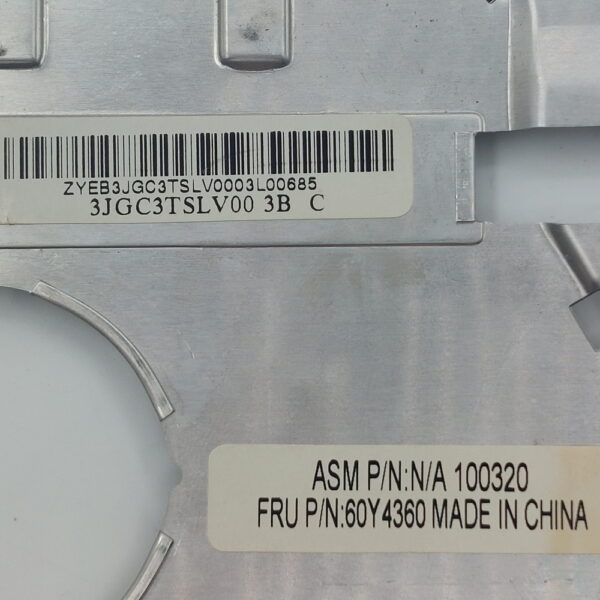 ZYEB3JGC3TSLV0003L00685
3JGC3TSLV00 3B C
ASM P/N:N/A 100320
FRU P/N:60Y4360 MADE IN CHINA